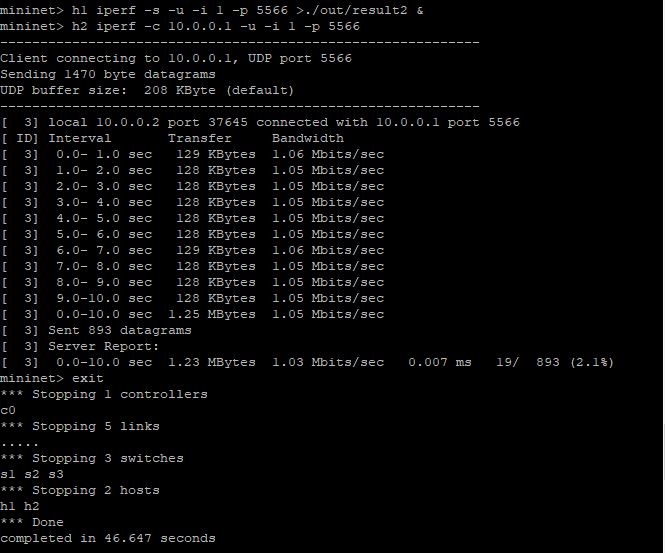 mininet> h1 iperf -s -u -i 1 -p 5566 >./out/result2 &
mininet> h2 iperf -c 10.0.0.1 -u -i 1 -p 5566
------------------------------------------------------------
Client connecting to 10.0.0.1, UDP port 5566
Sending 1470 byte datagrams
UDP buffer size:  208 KByte (default)
------------------------------------------------------------
[  3] local 10.0.0.2 port 37645 connected with 10.0.0.1 port 5566
[ ID] Interval       Transfer     Bandwidth
[  3]  0.0- 1.0 sec   129 KBytes  1.06 Mbits/sec
[  3]  1.0- 2.0 sec   128 KBytes  1.05 Mbits/sec
[  3]  2.0- 3.0 sec   128 KBytes  1.05 Mbits/sec
[  3]  3.0- 4.0 sec   128 KBytes  1.05 Mbits/sec
[  3]  4.0- 5.0 sec   128 KBytes  1.05 Mbits/sec
[  3]  5.0- 6.0 sec   128 KBytes  1.05 Mbits/sec
[  3]  6.0- 7.0 sec   129 KBytes  1.06 Mbits/sec
[  3]  7.0- 8.0 sec   128 KBytes  1.05 Mbits/sec
[  3]  8.0- 9.0 sec   128 KBytes  1.05 Mbits/sec
[  3]  9.0-10.0 sec   128 KBytes  1.05 Mbits/sec
[  3]  0.0-10.0 sec  1.25 MBytes  1.05 Mbits/sec
[  3] Sent 893 datagrams
[  3] Server Report:
[  3]  0.0-10.0 sec  1.23 MBytes  1.03 Mbits/sec   0.007 ms   19/  893 (2.1%)
mininet> exit
*** Stopping 1 controllers
c0
*** Stopping 5 links
.....
*** Stopping 3 switches
s1 s2 s3
*** Stopping 2 hosts
h1 h2
*** Done
completed in 46.647 seconds